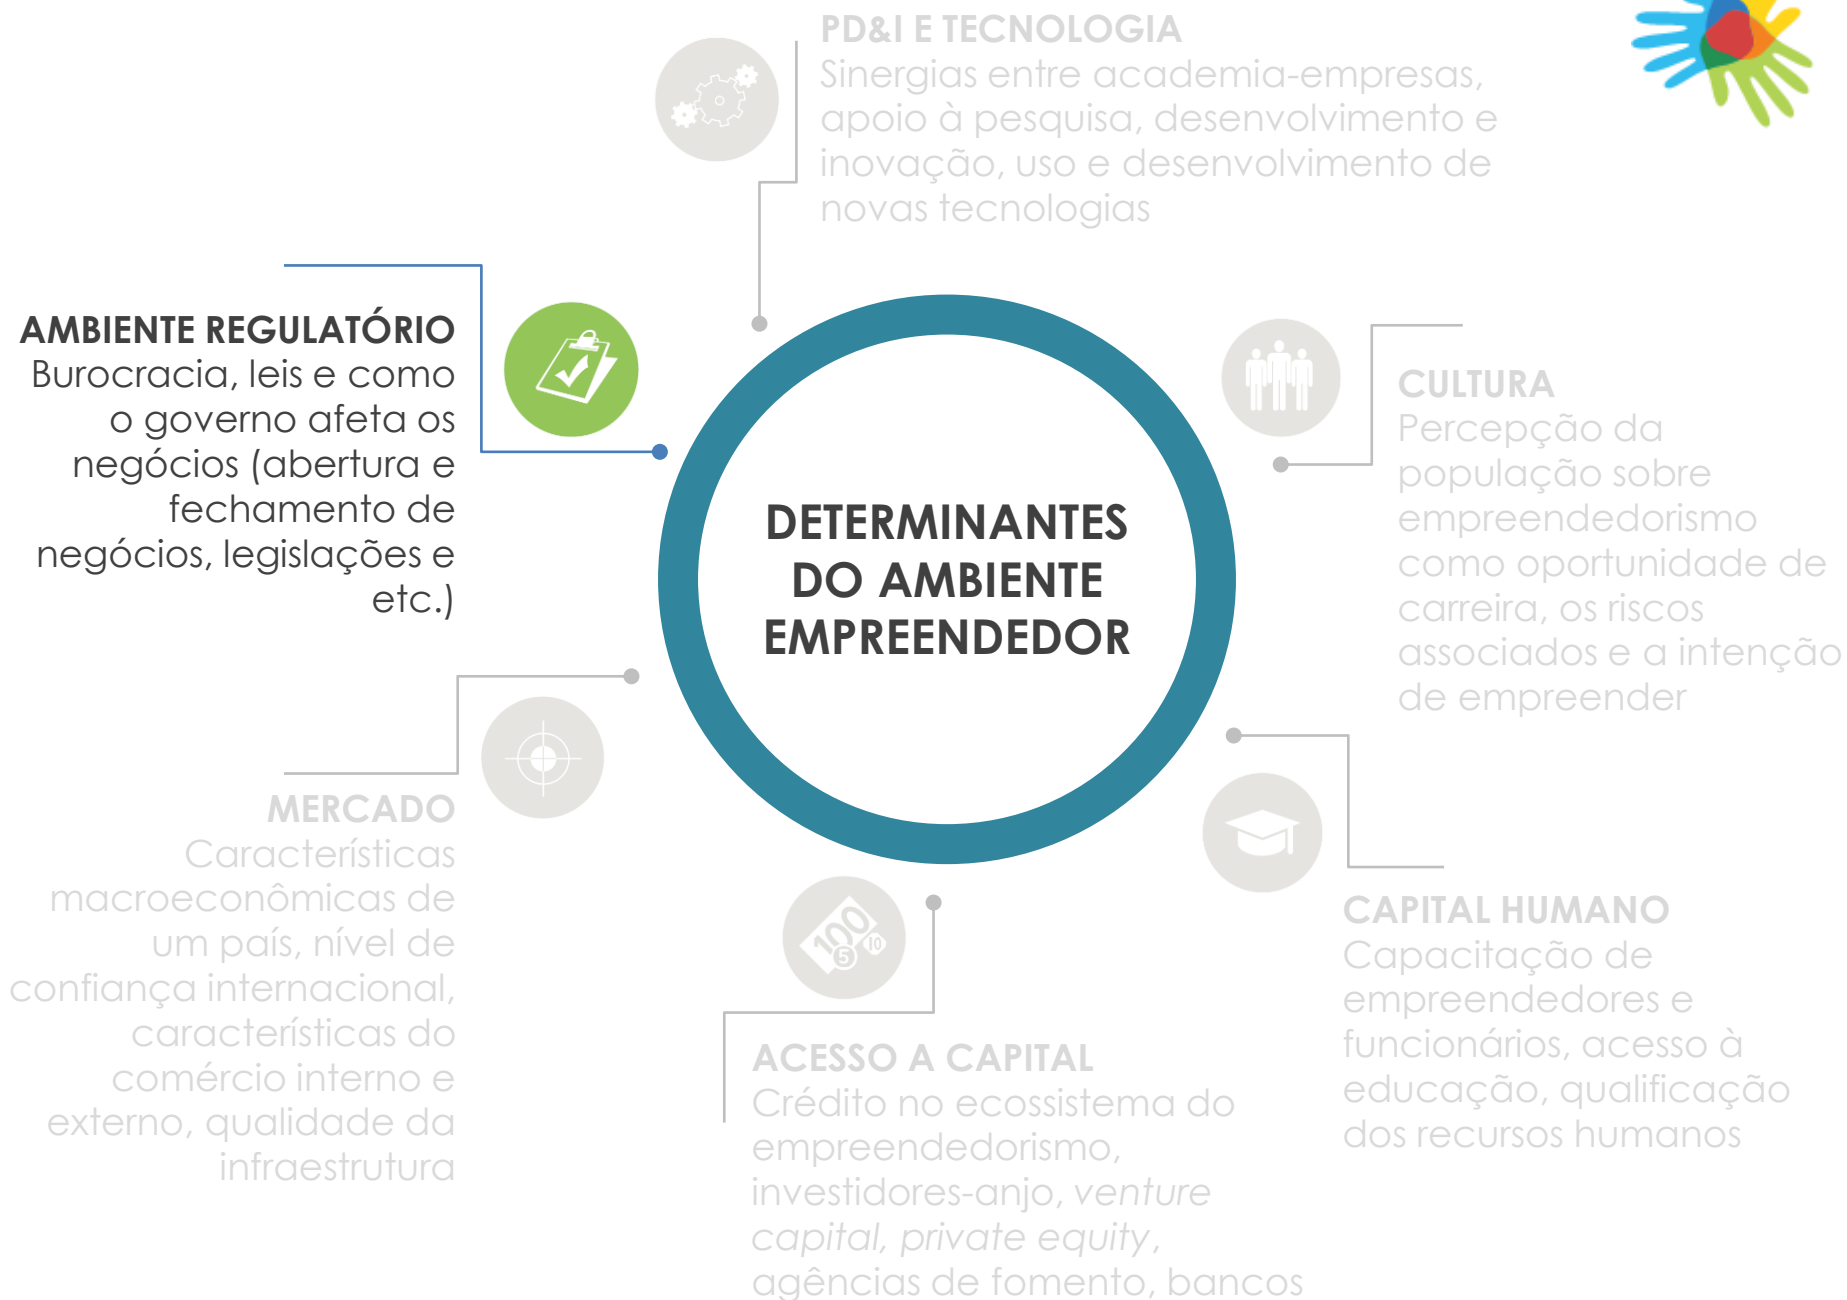 PD&I E TECNOLOGIA
Sinergias entre academia-empresas,
apoio à pesquisa, desenvolvimento e
inovação, uso e desenvolvimento de
novas tecnologias
AMBIENTE REGULATÓRIO
Burocracia, leis e como
o governo afeta os
negócios (abertura e
fechamento de
negócios, legislações e
etc.)
DETERMINANTES
DO AMBIENTE
EMPREENDEDOR
CULTURA
Percepção da
população sobre
empreendedorismo
como oportunidade de
carreira, os riscos
associados e a intenção
de empreender
MERCADO
Características
macroeconômicas de
um país, nível de
confiança internacional,
características do
comércio interno e
externo, qualidade da
infraestrutura
100
5
10
ACESSO A CAPITAL
Crédito no ecossistema do
empreendedorismo,
investidores-anjo, venture
capital, private equity,
agências de fomento, bancos
CAPITAL HUMANO
Capacitação de
empreendedores e
funcionários, acesso à
educação, qualificação
dos recursos humanos